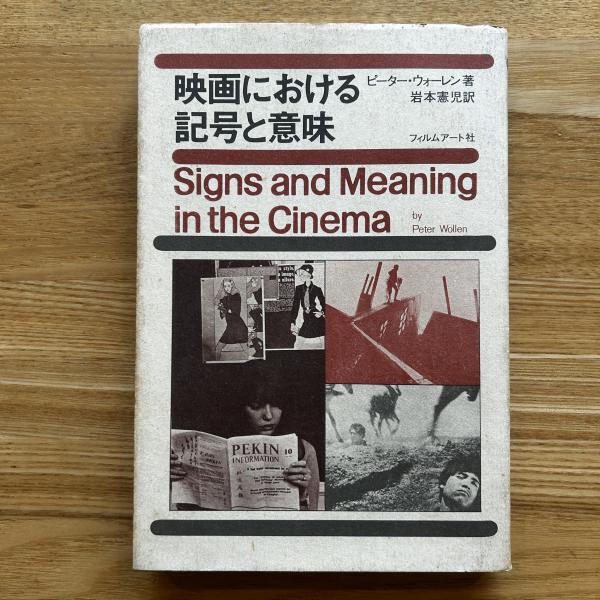 映画における
記号と意味
ピーター・ウォーレン著
岩本憲児訳
フィルムアート社
Signs and Meaning
in the Cinema
by
Peter Wollen
PEKIN
INFORMATION
10